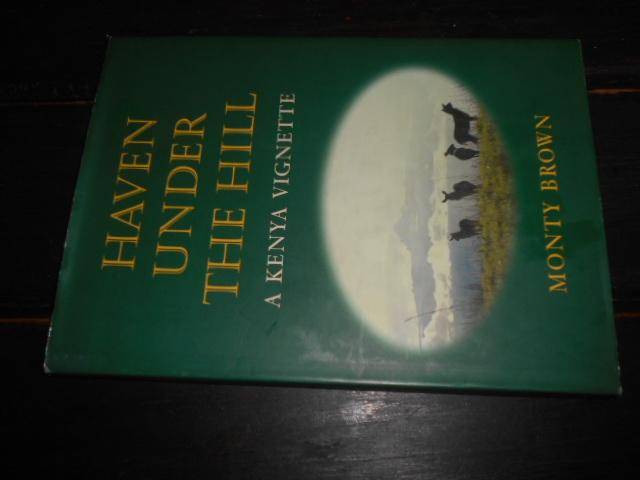 HAVEN
UNDER
THE HILL
A KENYA VIGNETTE
MONTY BROWN